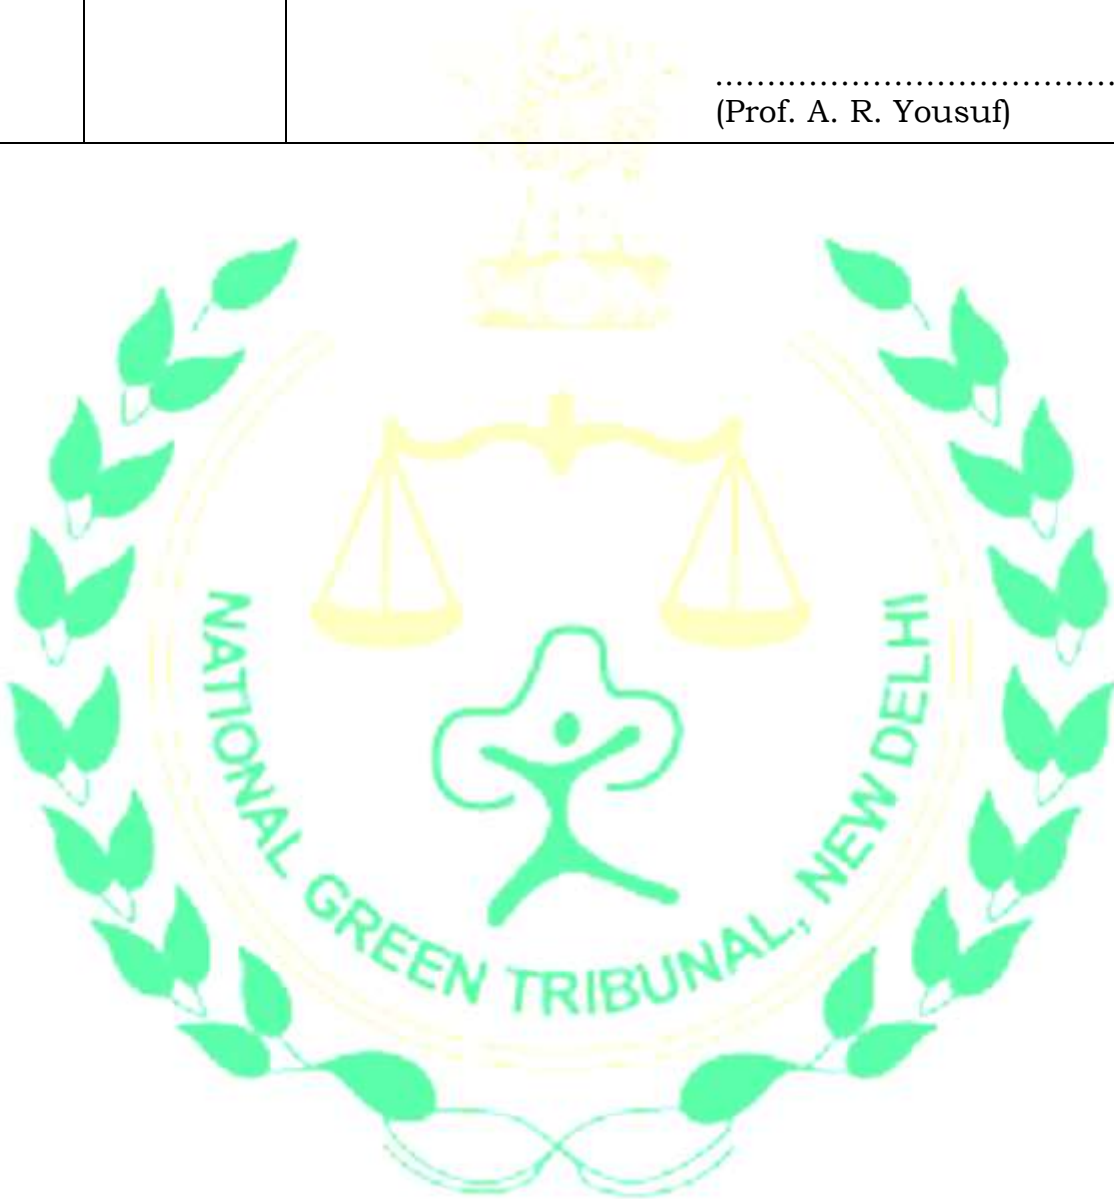 ........................................
(Prof. A. R. Yousuf)
NATIONAL GREEN TRIBUNAL, NEW DELHI